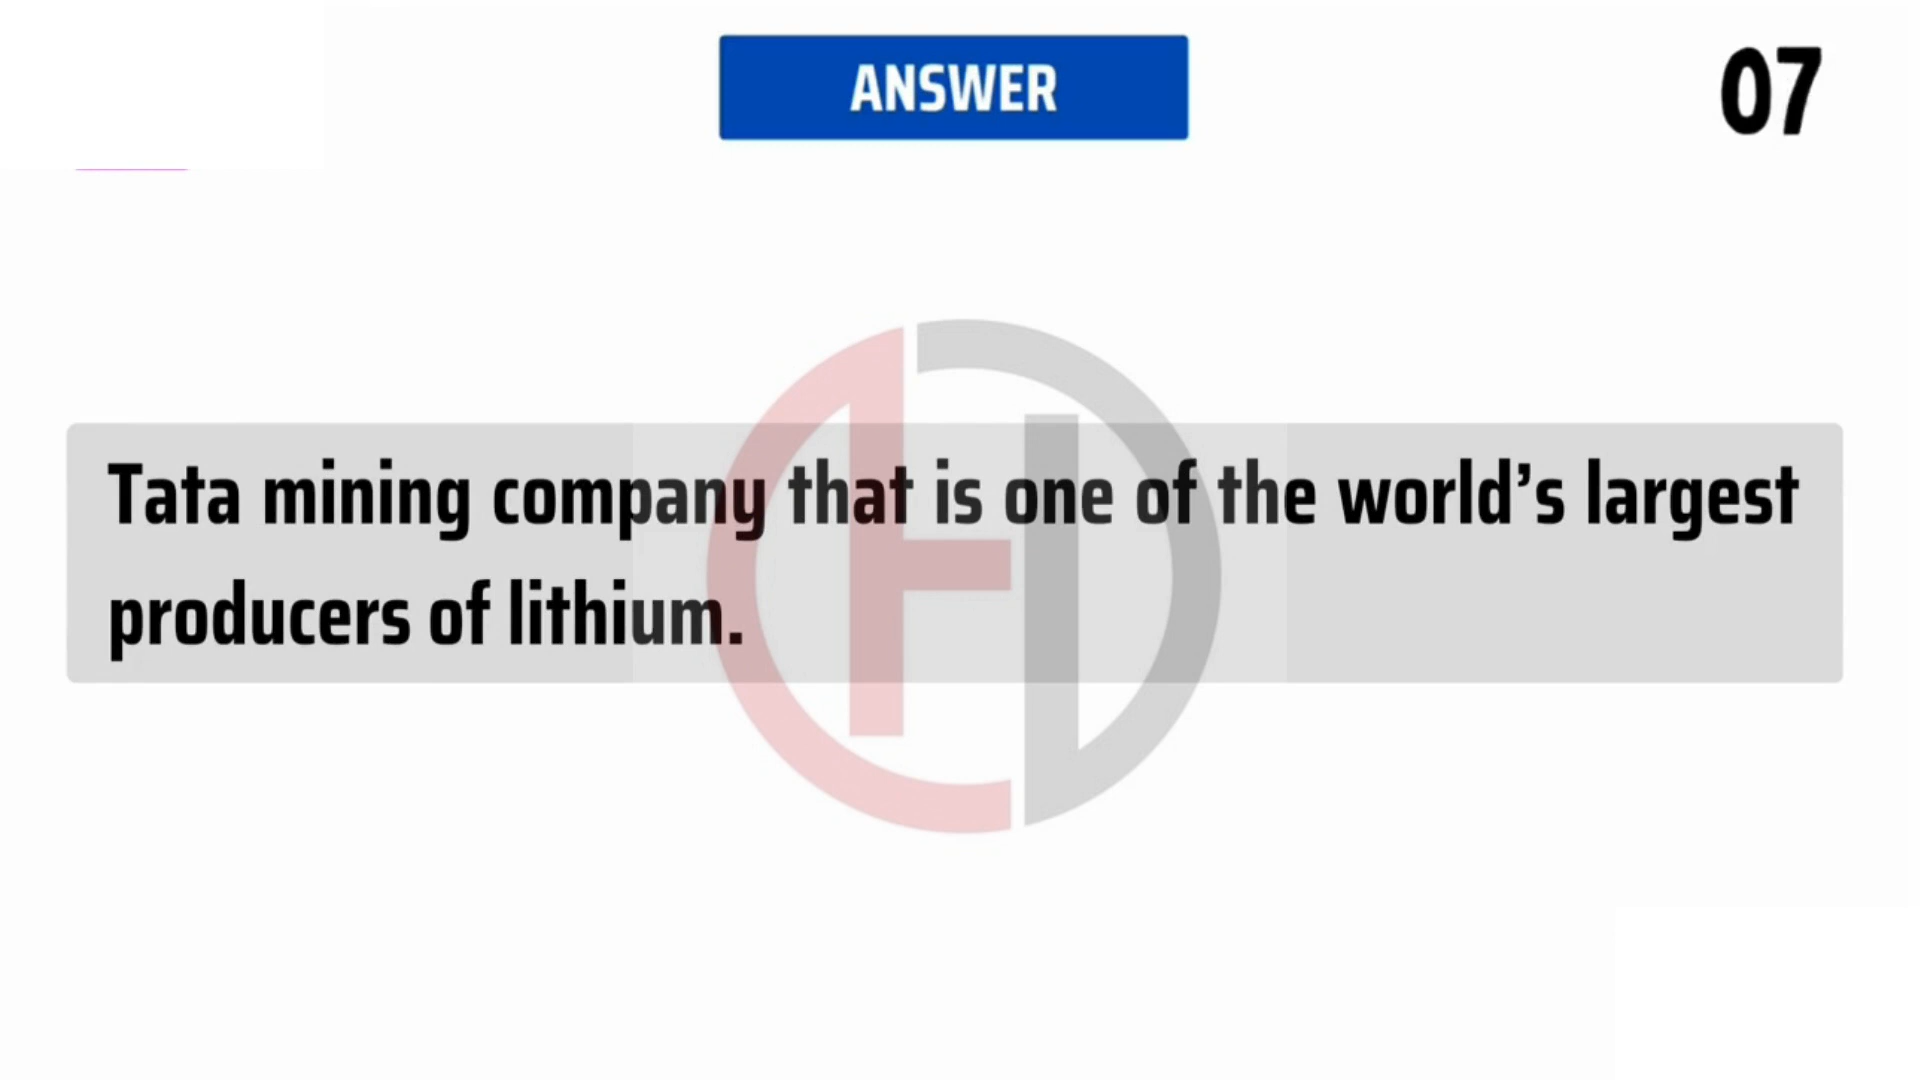 ANSWER
07
Tata mining company that is one of the world’s largest
producers of lithium.